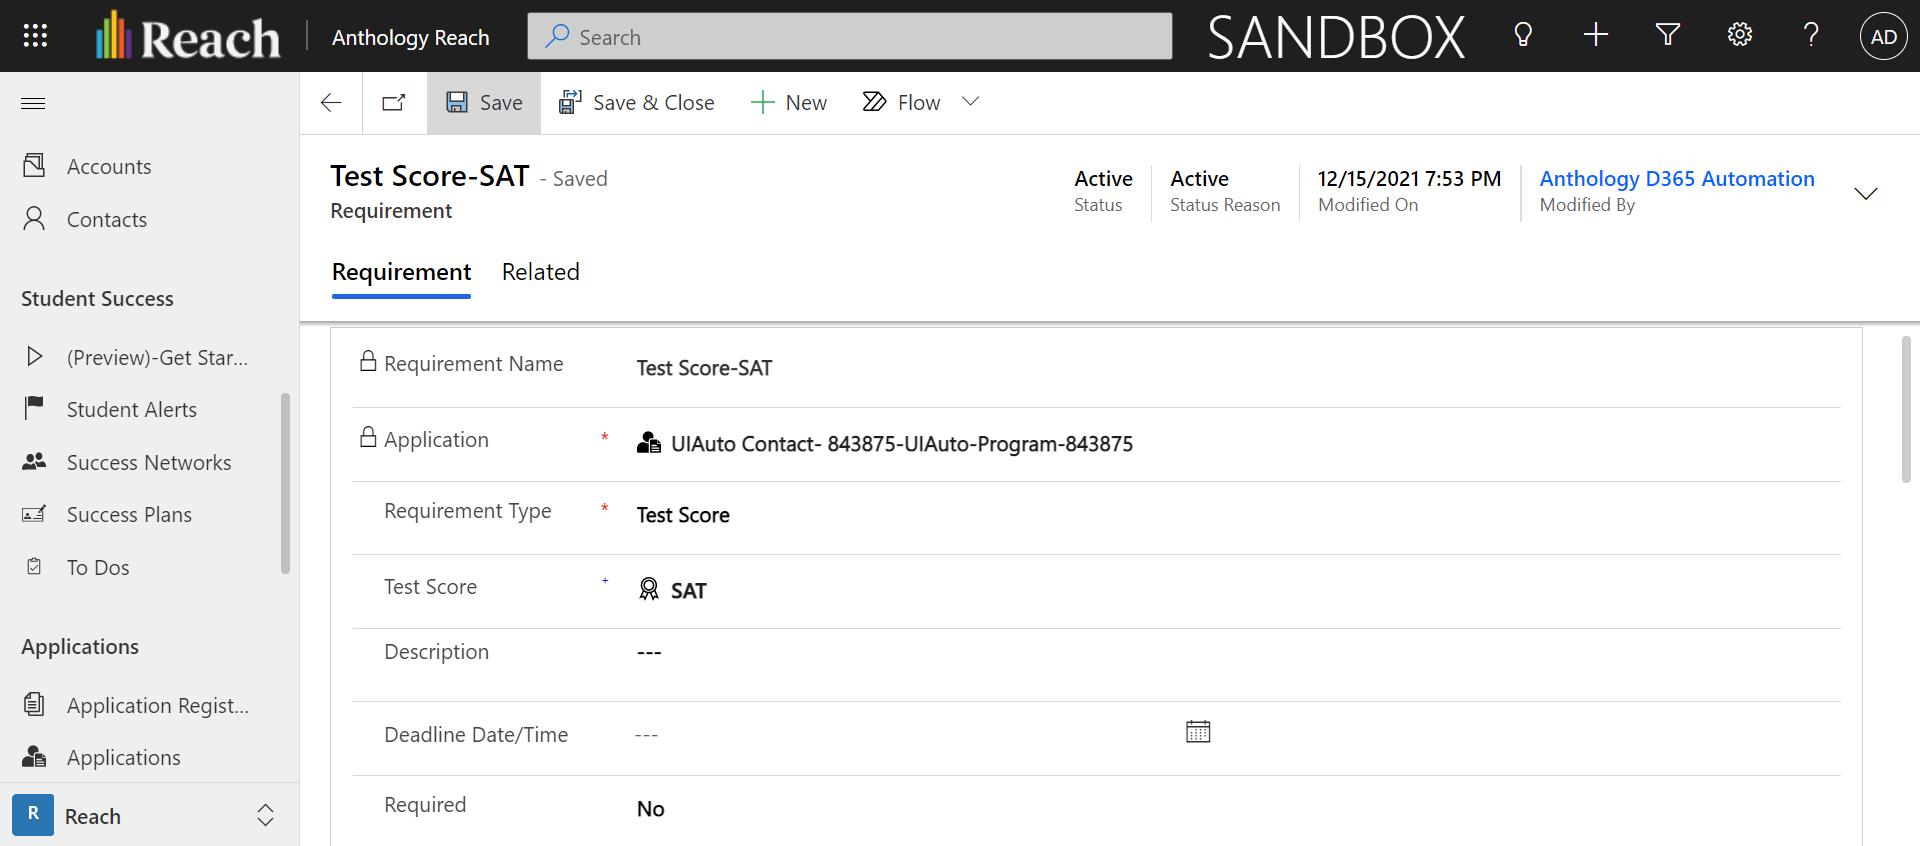 Reach
Anthology Reach
Search
SANDBOX
AD
Save
Save & Close
New
Flow
Accounts
Contacts
Student Success
(Preview)-Get Star...
Student Alerts
Success Networks
Success Plans
To Dos
Applications
Application Regist...
Applications
R
Reach
Test Score-SAT - Saved
Requirement
Active
Status
Active
Status Reason
12/15/2021 7:53 PM
Modified On
Anthology D365 Automation
Modified By
Requirement
Related
Requirement Name
Test Score-SAT
Application * UIAuto Contact- 843875-UIAuto-Program-843875
Requirement Type * Test Score
Test Score + SAT
Description ---
Deadline Date/Time ---
Required No